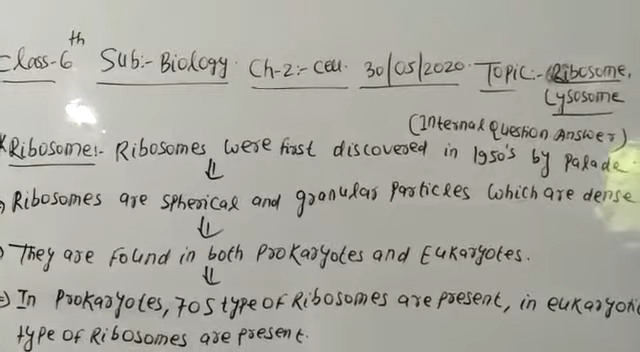 Class-6th Sub:- Biology. Ch-2:- Cell. 30/05/2020. Topic:- Ribosome,
Lysosome
(Internal Question Answer)
*Ribosome:- Ribosomes were first discovered in 1950's by Palade
Ribosomes are spherical and granular particles which are dense
They are found in both Prokaryotes and Eukaryotes.
=) In Prokaryotes, 70S type of Ribosomes are present, in eukaryotic
type of Ribosomes are present.